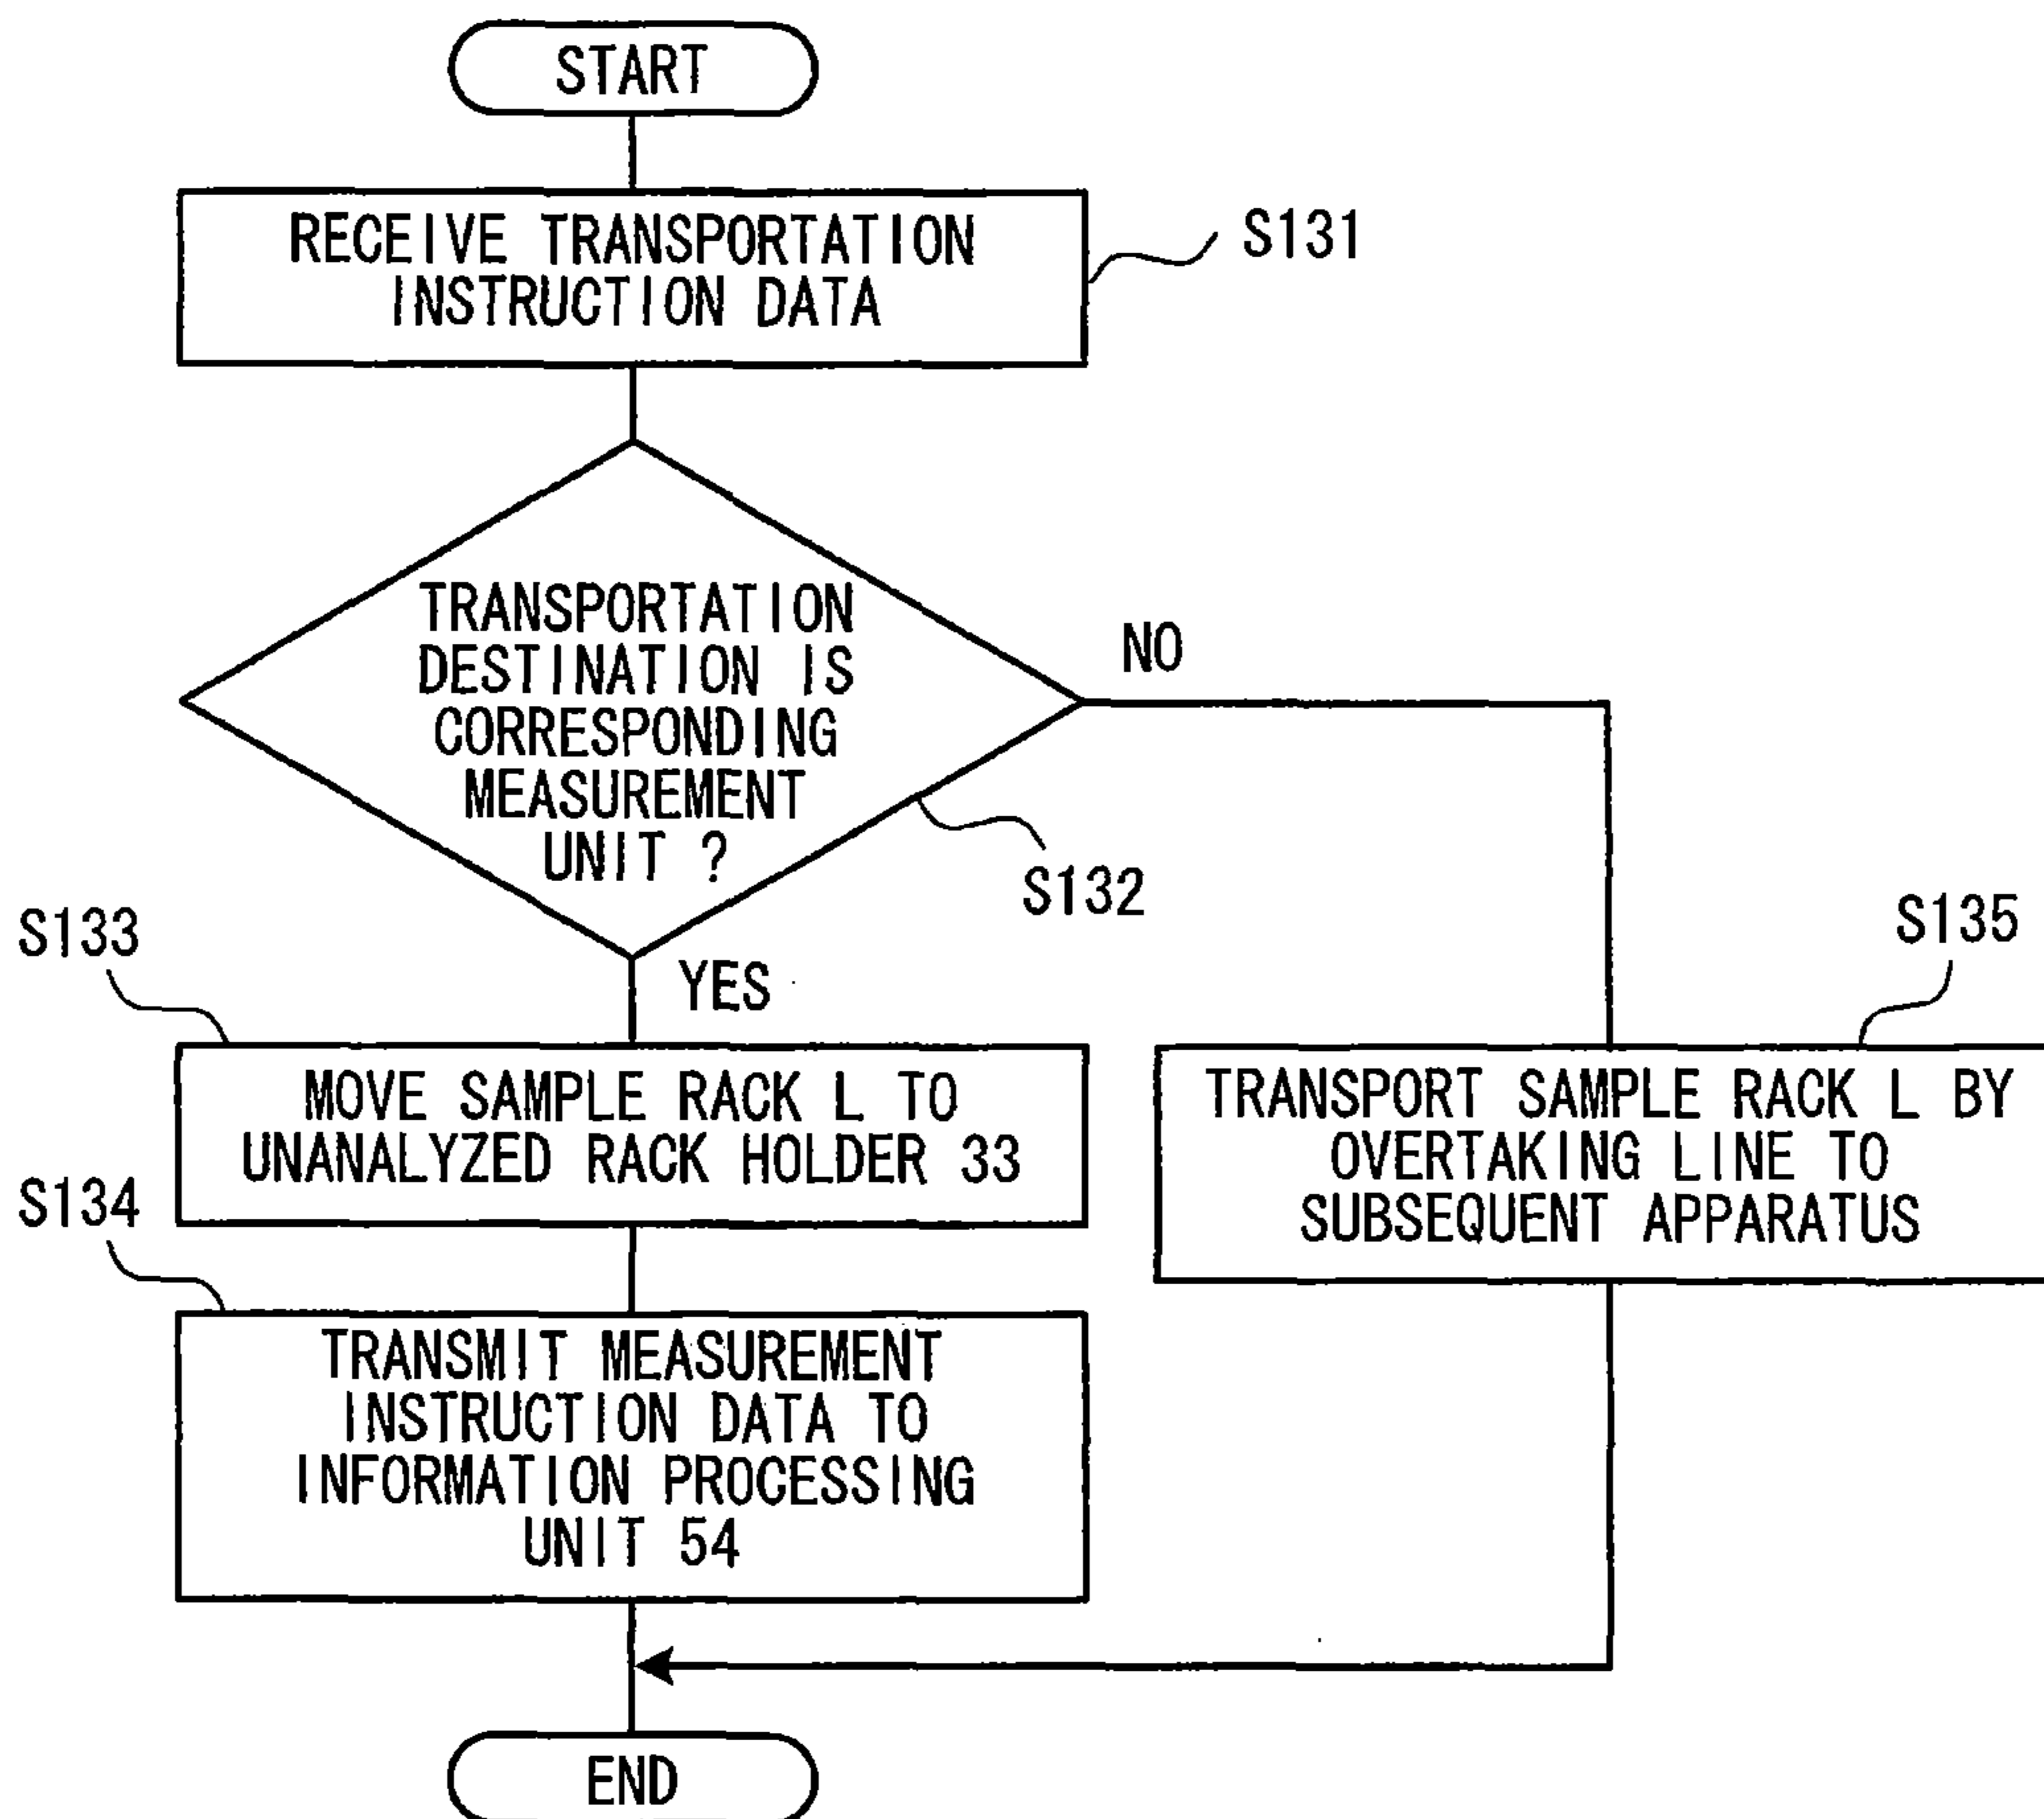 START
RECEIVE TRANSPORTATION
INSTRUCTION DATA
S131
TRANSPORTATION
DESTINATION IS
CORRESPONDING
MEASUREMENT
UNIT ?
NO
S132
YES
S133
MOVE SAMPLE RACK L TO
UNANALYZED RACK HOLDER 33
S135
TRANSPORT SAMPLE RACK L BY
OVERTAKING LINE TO
SUBSEQUENT APPARATUS
S134
TRANSMIT MEASUREMENT
INSTRUCTION DATA TO
INFORMATION PROCESSING
UNIT 54
END